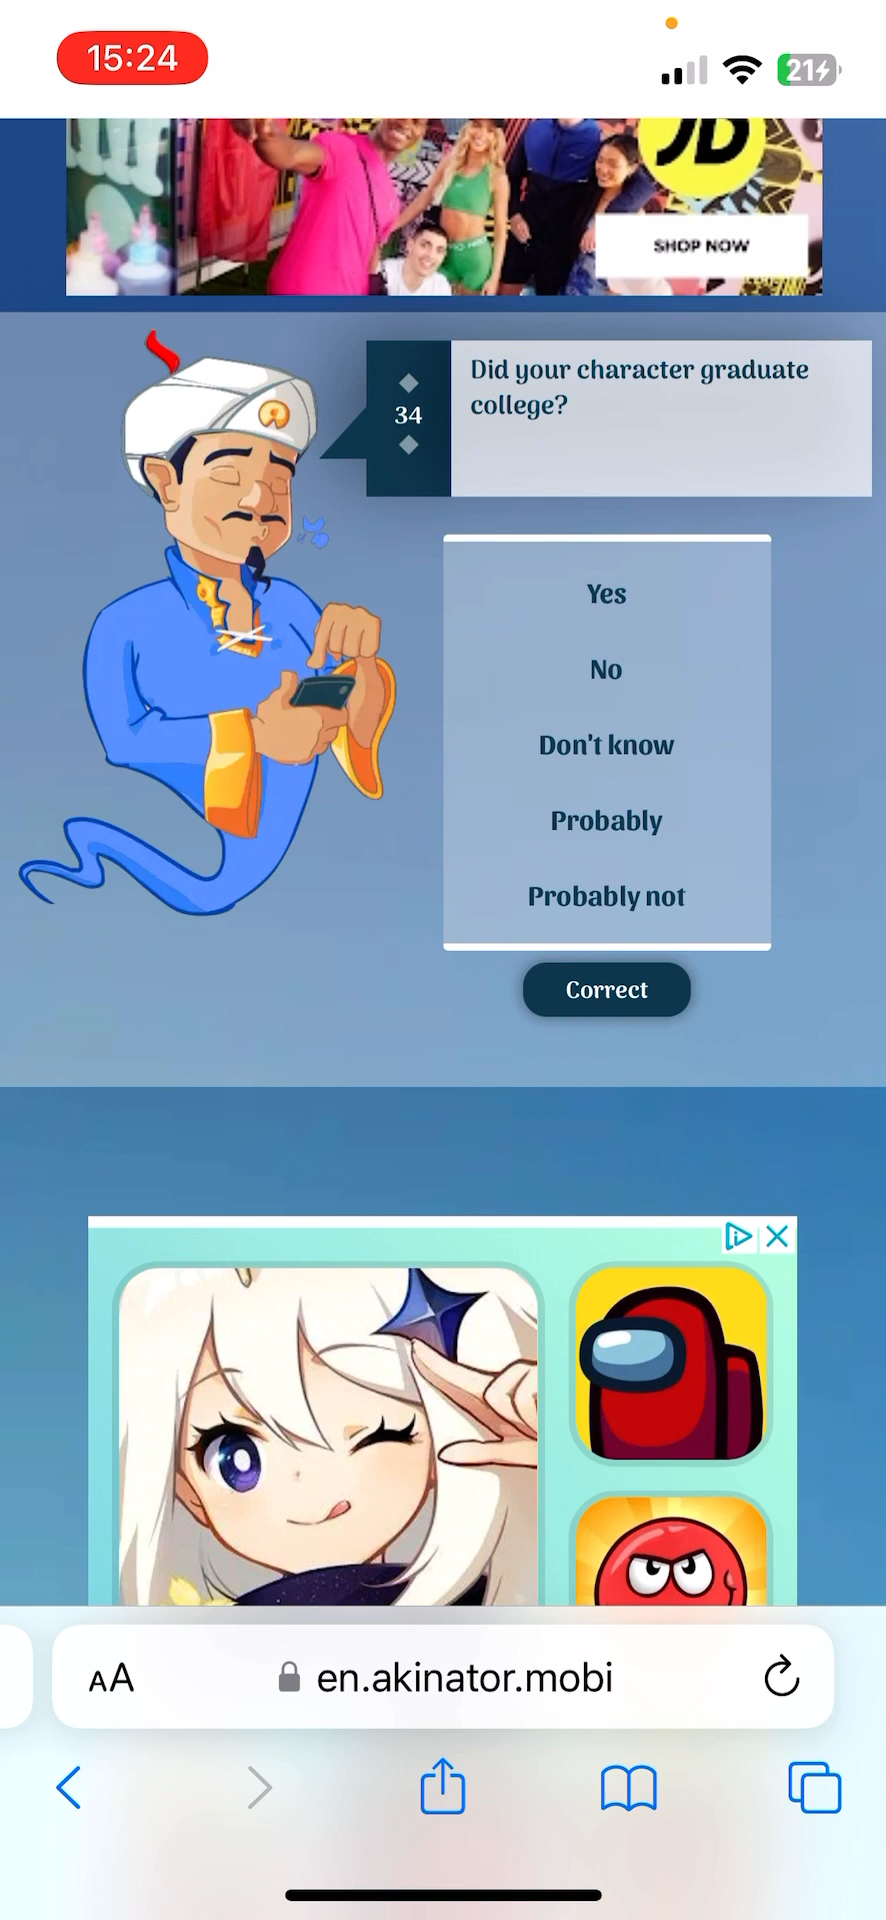 15:24
21
JD
SHOP NOW
34
Did your character graduate
college?
Yes
No
Don't know
Probably
Probably not
Correct
AA
en.akinator.mobi